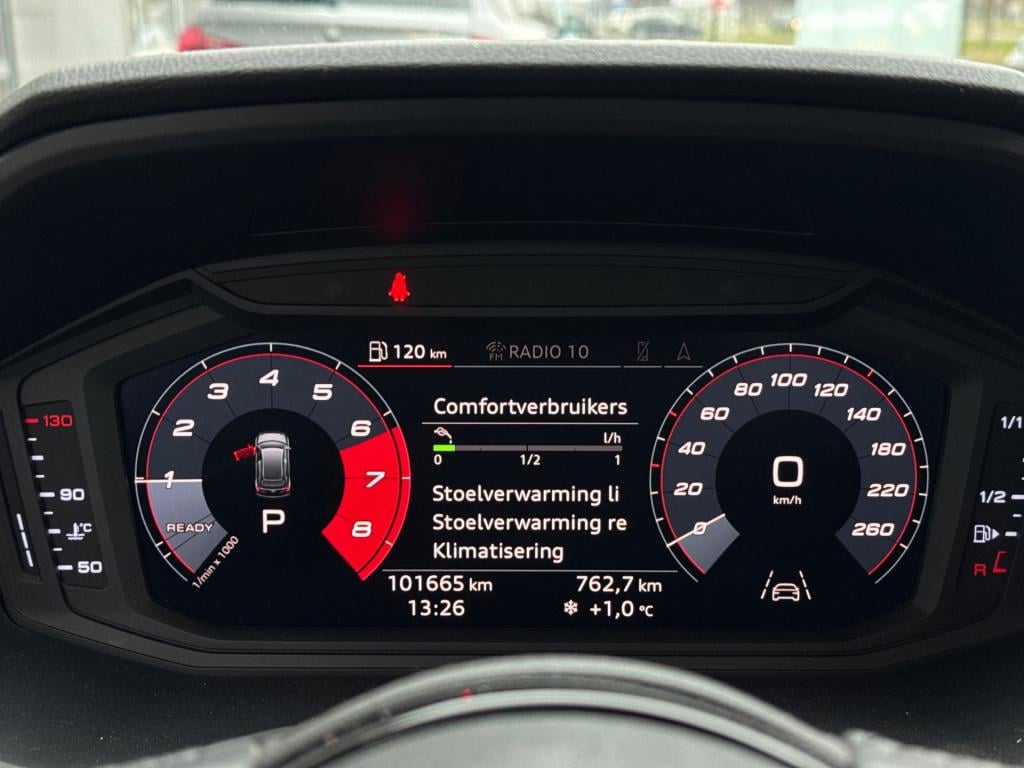 120 km
FM RADIO 10
Comfortverbruikers
l/h
0 1/2 1
Stoelverwarming li
Stoelverwarming re
Klimatisering
101665 km 762,7 km
13:26 +1,0 °C
1 2 3 4 5 6 7 8
READY
1/min x 1000
P
0 20 40 60 80 100 120 140 180 220 260
0
km/h
130
90
°C
50
1/1
1/2
R